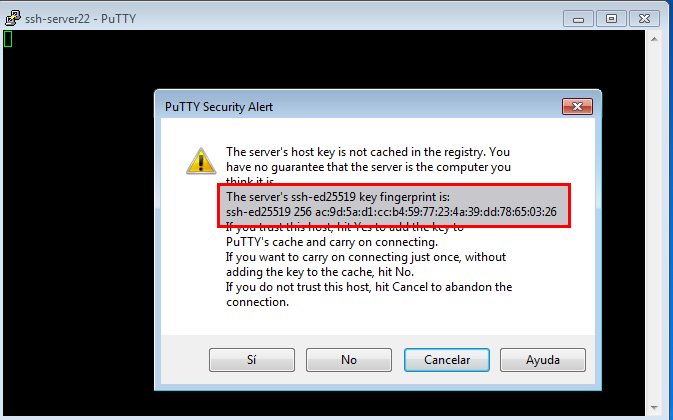 ssh-server22 - PuTTY
PuTTY Security Alert
The server's host key is not cached in the registry. You
have no guarantee that the server is the computer you
think it is.
The server's ssh-ed25519 key fingerprint is:
ssh-ed25519 256 ac:9d:5a:d1:cc:b4:59:77:23:4a:39:dd:78:65:03:26
If you trust this host, hit Yes to add the key to
PuTTY's cache and carry on connecting.
If you want to carry on connecting just once, without
adding the key to the cache, hit No.
If you do not trust this host, hit Cancel to abandon the
connection.
Sí
No
Cancelar
Ayuda